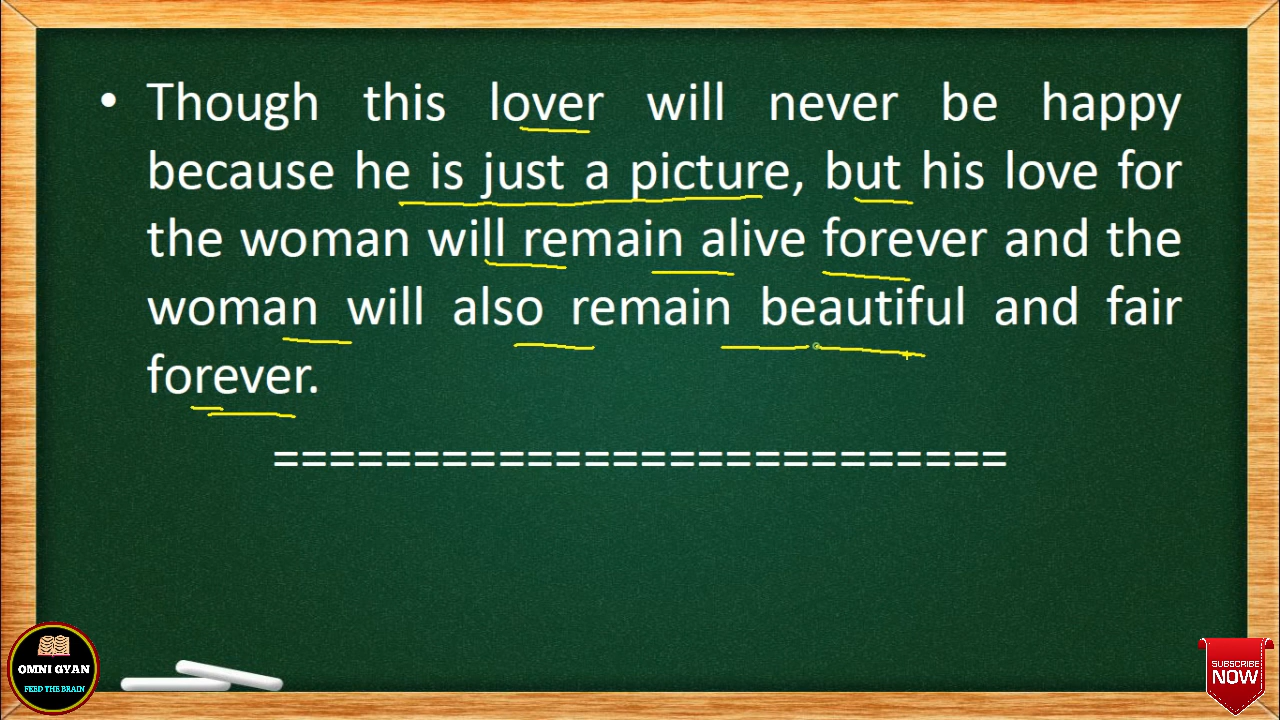 • Though this lover will never be happy
because he is just a picture, but his love for
the woman will remain alive forever and the
woman will also remain beautiful and fair
forever.
==========================
OMNI GYAN
FEED THE BRAIN
SUBSCRIBE
NOW